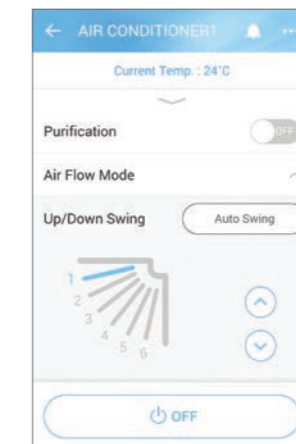 AIR CONDITIONER1
Current Temp. : 24°C
Purification
OFF
Air Flow Mode
Up/Down Swing
Auto Swing
1
2
3
4
5
6
OFF